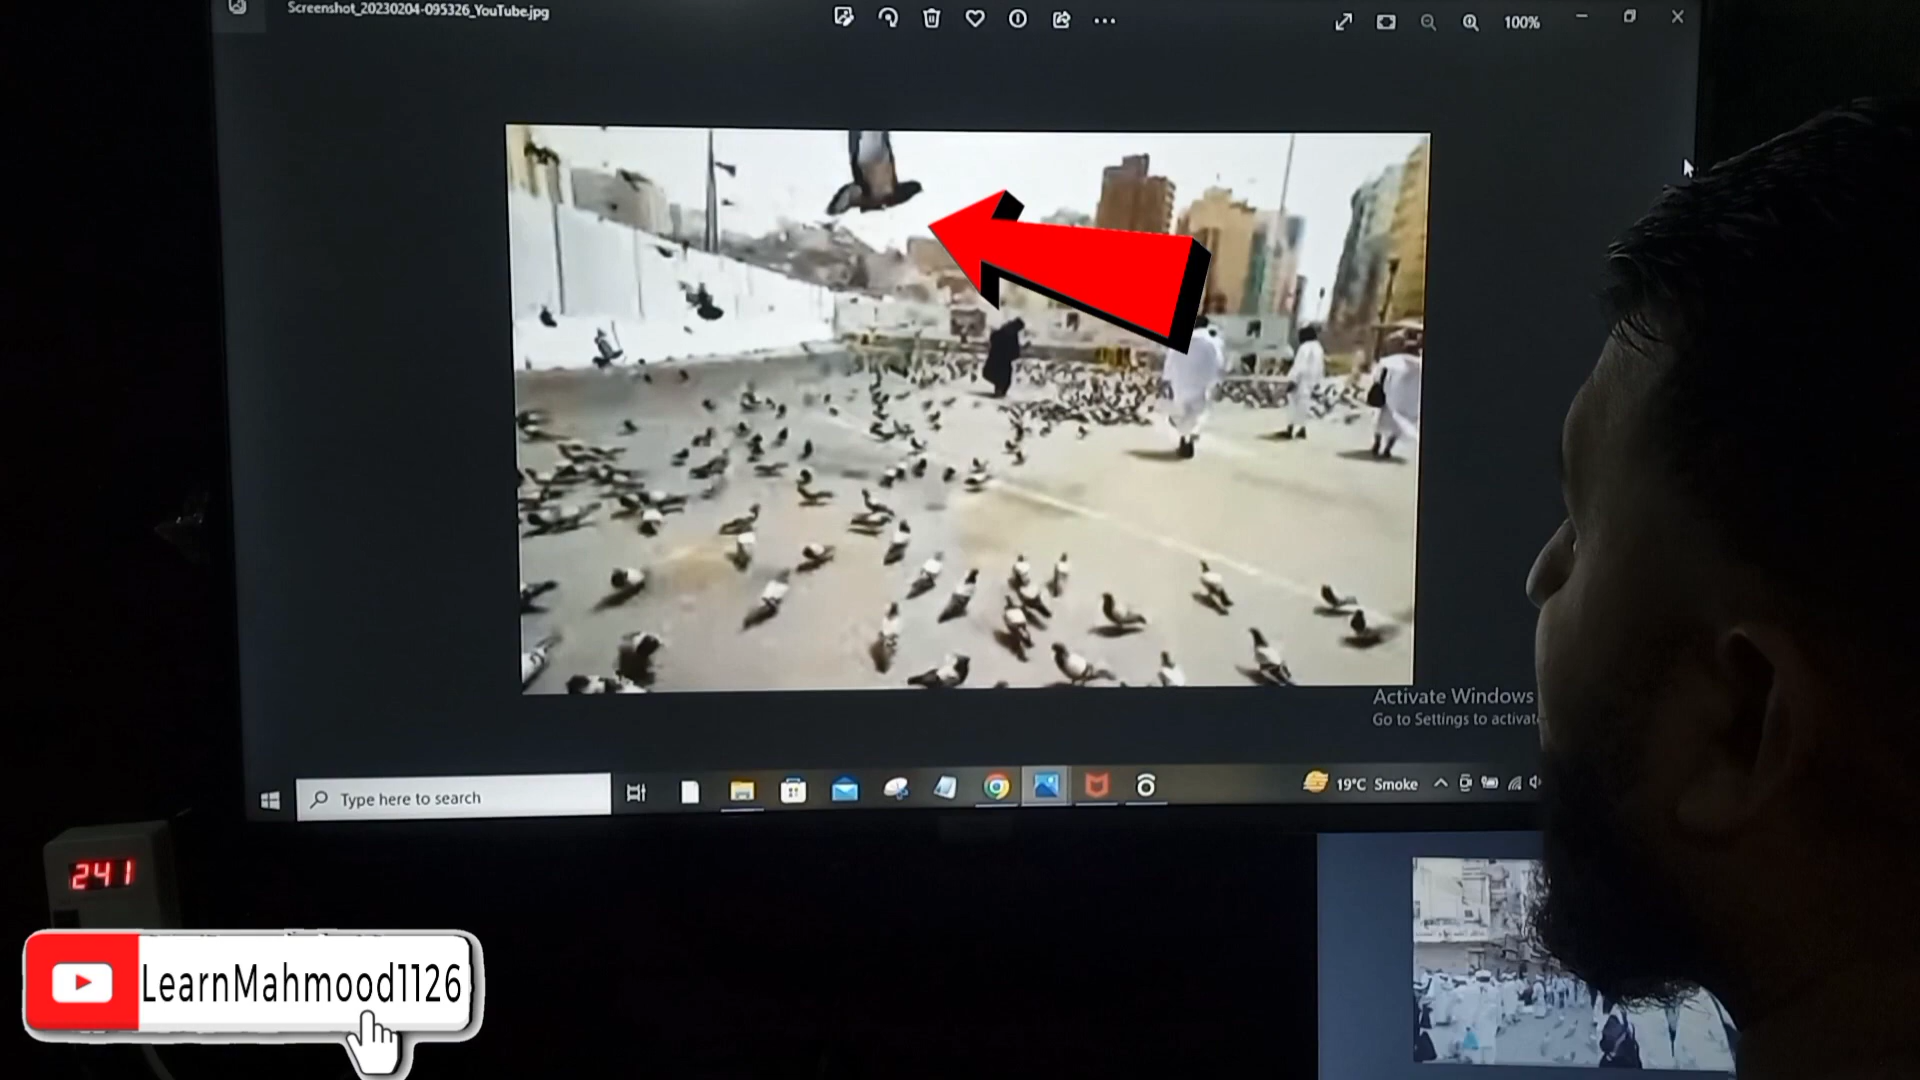 Screenshot_20230204-095326_YouTube.jpg
100%
Activate Windows
Go to Settings to activate
Type here to search
19°C Smoke
241
LearnMahmood1126